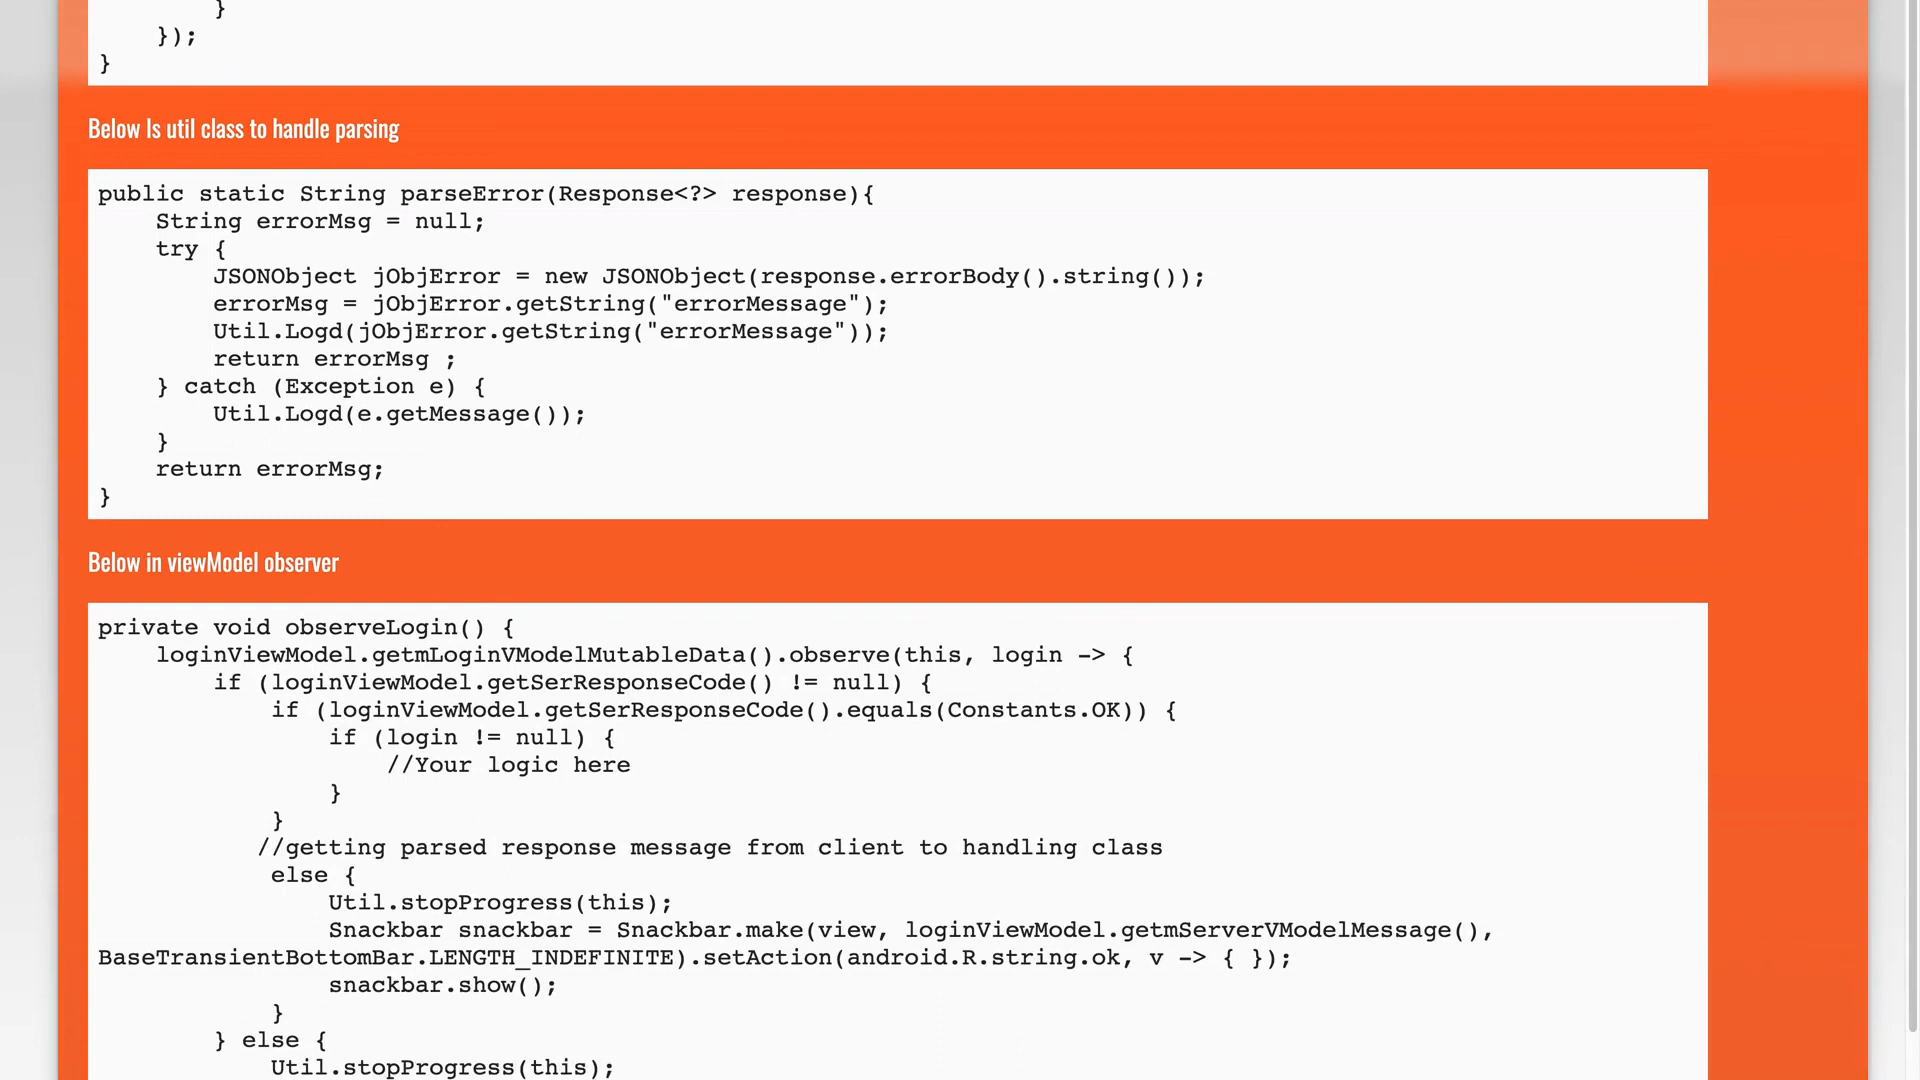 }
});
}
Below Is util class to handle parsing
public static String parseError(Response<?> response){
String errorMsg = null;
try {
JSONObject jObjError = new JSONObject(response.errorBody().string());
errorMsg = jObjError.getString("errorMessage");
Util.Logd(jObjError.getString("errorMessage"));
return errorMsg ;
} catch (Exception e) {
Util.Logd(e.getMessage());
}
return errorMsg;
}
Below in viewModel observer
private void observeLogin() {
loginViewModel.getmLoginVModelMutableData().observe(this, login -> {
if (loginViewModel.getSerResponseCode() != null) {
if (loginViewModel.getSerResponseCode().equals(Constants.OK)) {
if (login != null) {
//Your logic here
}
}
//getting parsed response message from client to handling class
else {
Util.stopProgress(this);
Snackbar snackbar = Snackbar.make(view, loginViewModel.getmServerVModelMessage(),
BaseTransientBottomBar.LENGTH_INDEFINITE).setAction(android.R.string.ok, v -> { });
snackbar.show();
}
} else {
Util.stopProgress(this);